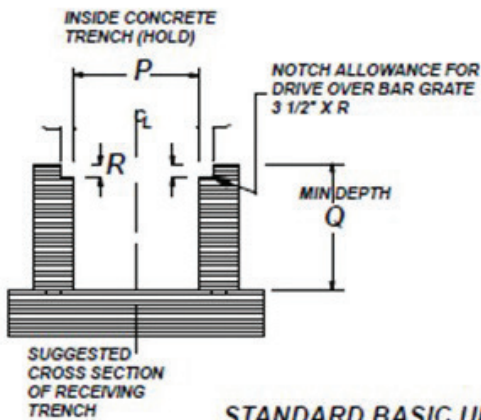 INSIDE CONCRETE
TRENCH (HOLD)
P
NOTCH ALLOWANCE FOR
DRIVE OVER BAR GRATE
3 1/2" X R
CL
R
MIN DEPTH
Q
SUGGESTED
CROSS SECTION
OF RECEIVING
TRENCH
STANDARD BASIC